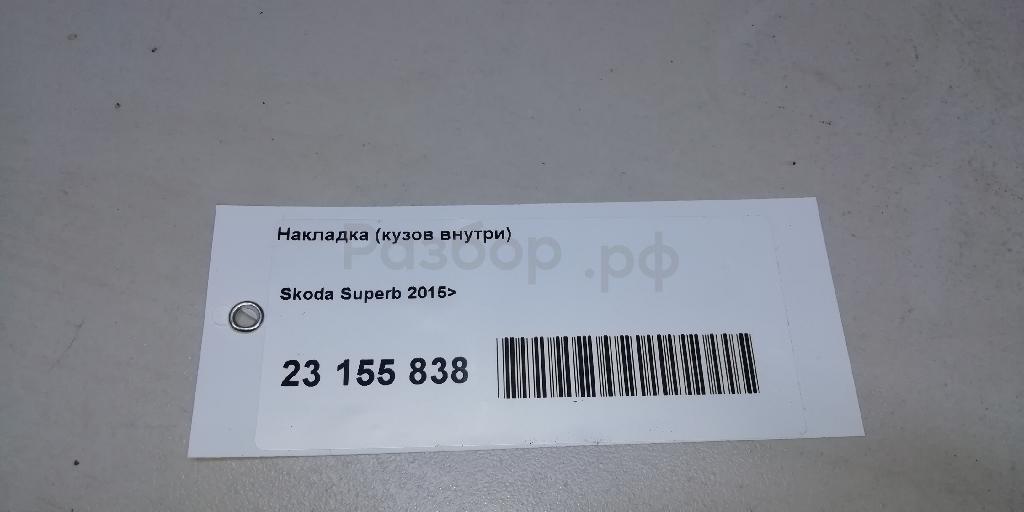 Накладка (кузов внутри)
Разбор.рф
Skoda Superb 2015>
23 155 838